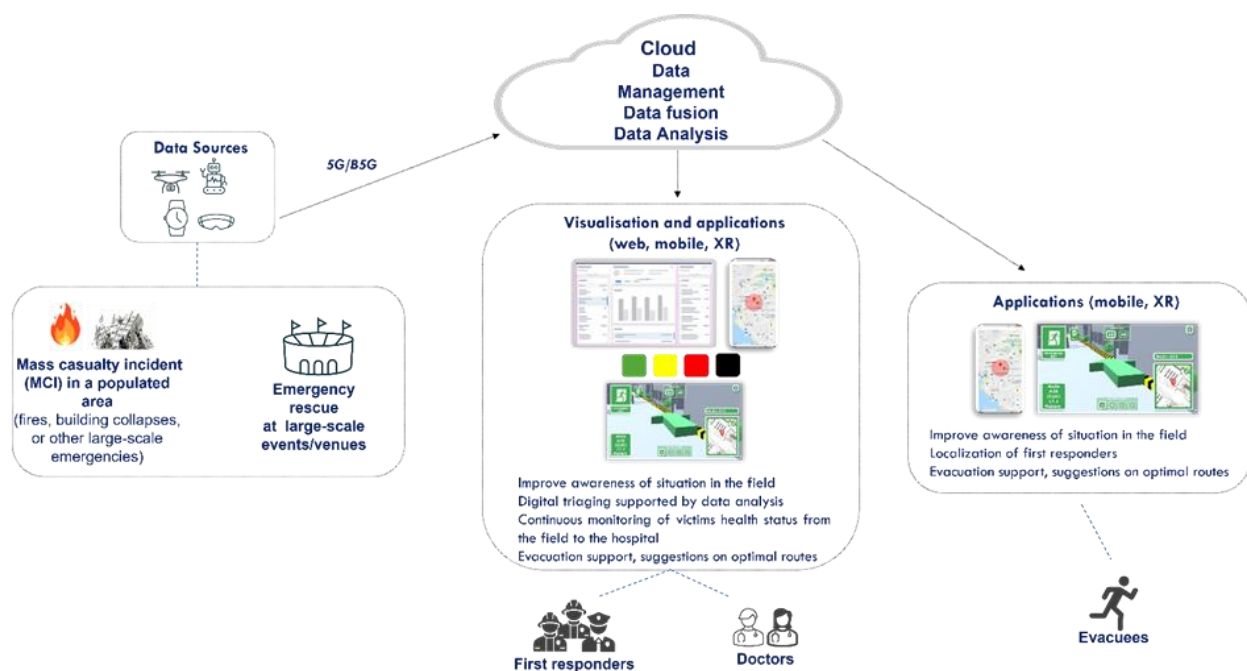 Cloud
Data
Management
Data fusion
Data Analysis
Data Sources
5G/B5G
Mass casualty incident
(MCI) in a populated
area
(fires, building collapses,
or other large-scale
emergencies)
Emergency
rescue
at large-scale
events/venues
Visualisation and applications
(web, mobile, XR)
Improve awareness of situation in the field
Digital triaging supported by data analysis
Continuous monitoring of victims health status from
the field to the hospital
Evacuation support, suggestions on optimal routes
First responders
Doctors
Applications (mobile, XR)
Improve awareness of situation in the field
Localization of first responders
Evacuation support, suggestions on optimal routes
Evacuees